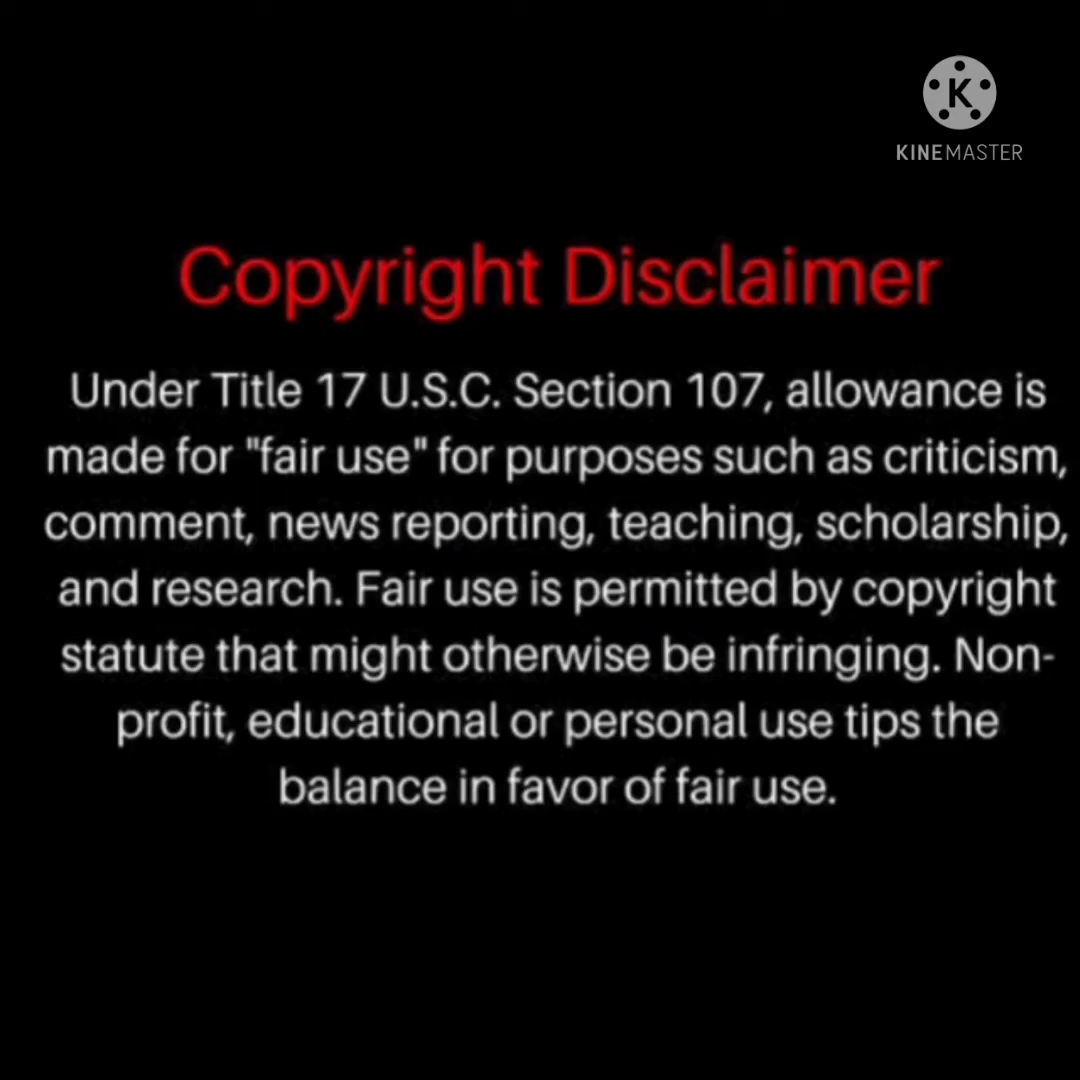 K
KINEMASTER
Copyright Disclaimer
Under Title 17 U.S.C. Section 107, allowance is
made for "fair use" for purposes such as criticism,
comment, news reporting, teaching, scholarship,
and research. Fair use is permitted by copyright
statute that might otherwise be infringing. Non-
profit, educational or personal use tips the
balance in favor of fair use.